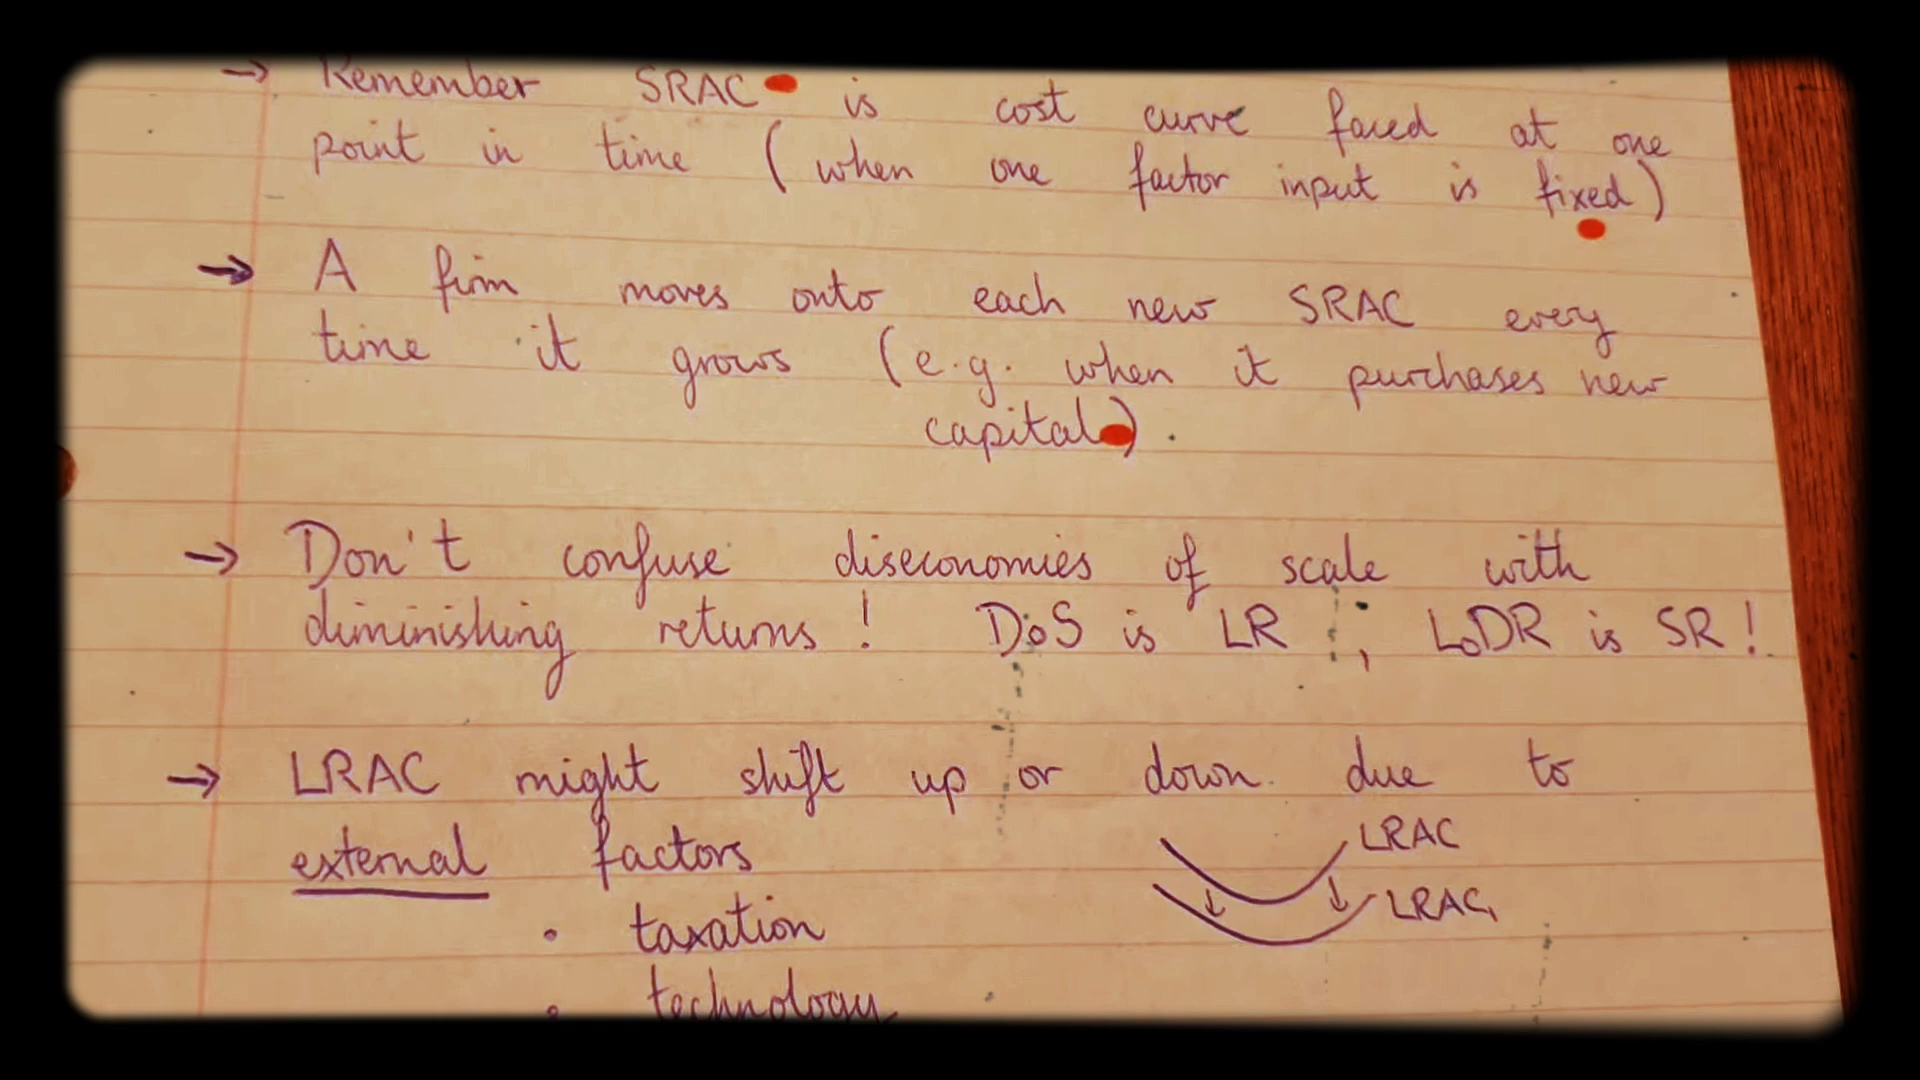 → Remember SRAC is cost curve faced at one
point in time (when one factor input is fixed)
→ A firm moves onto each new SRAC every
time it grows (e.g. when it purchases new
capital).
→ Don't confuse diseconomies of scale with
diminishing returns! DoS is LR, LoDR is SR!
→ LRAC might shift up or down due to
external factors
• taxation
• technology
LRAC
LRAC₁